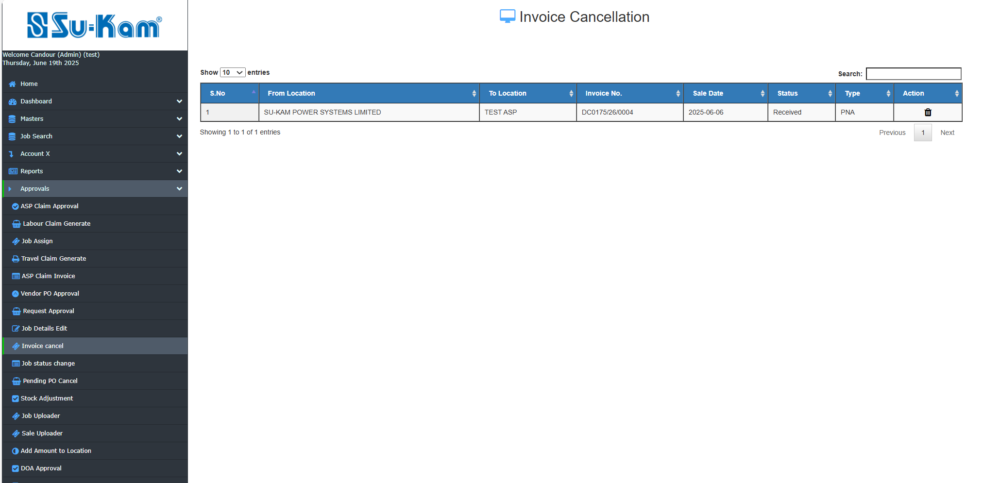 Su-Kam®
Welcome Candour (Admin) (test)
Thursday, June 19th 2025
Home
Dashboard
Masters
Job Search
Account X
Reports
Approvals
ASP Claim Approval
Labour Claim Generate
Job Assign
Travel Claim Generate
ASP Claim Invoice
Vendor PO Approval
Request Approval
Job Details Edit
Invoice cancel
Job status change
Pending PO Cancel
Stock Adjustment
Job Uploader
Sale Uploader
Add Amount to Location
DOA Approval
Invoice Cancellation
Show 10 entries
Search:
S.No From Location To Location Invoice No. Sale Date Status Type Action
1 SU-KAM POWER SYSTEMS LIMITED TEST ASP DC0175/26/0004 2025-06-06 Received PNA
Showing 1 to 1 of 1 entries
Previous 1 Next